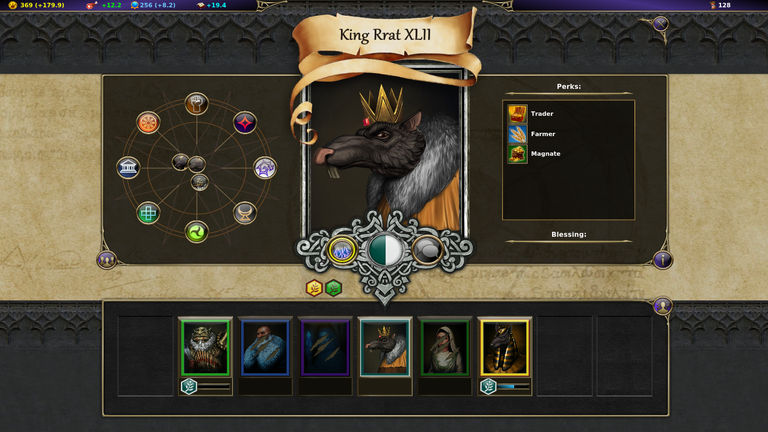 369 (+179.9)
+12.2
256 (+8.2)
+19.4
128
King Rrat XLII
Perks:
Trader
Farmer
Magnate
Blessing: